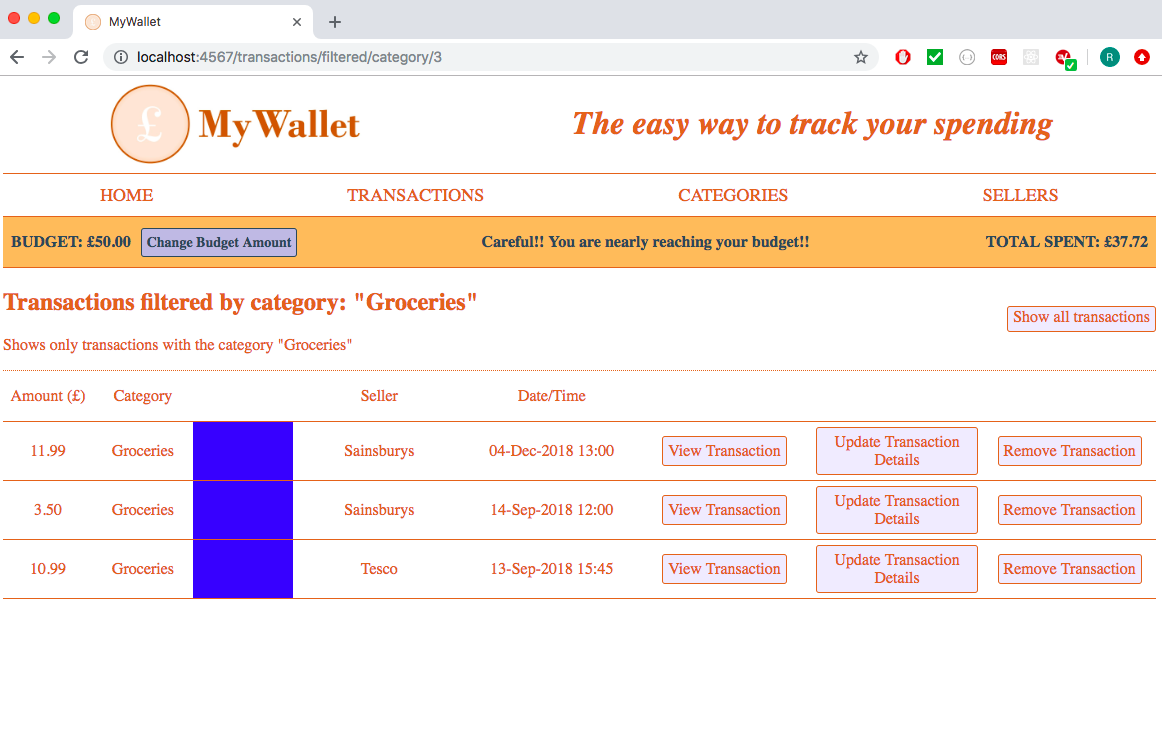 MyWallet
localhost:4567/transactions/filtered/category/3
CORS
R
£ MyWallet
The easy way to track your spending
HOME TRANSACTIONS CATEGORIES SELLERS
BUDGET: £50.00 Change Budget Amount Careful!! You are nearly reaching your budget!! TOTAL SPENT: £37.72
Transactions filtered by category: "Groceries"
Show all transactions
Shows only transactions with the category "Groceries"
Amount (£) Category Seller Date/Time
11.99 Groceries Sainsburys 04-Dec-2018 13:00 View Transaction Update Transaction Details Remove Transaction
3.50 Groceries Sainsburys 14-Sep-2018 12:00 View Transaction Update Transaction Details Remove Transaction
10.99 Groceries Tesco 13-Sep-2018 15:45 View Transaction Update Transaction Details Remove Transaction